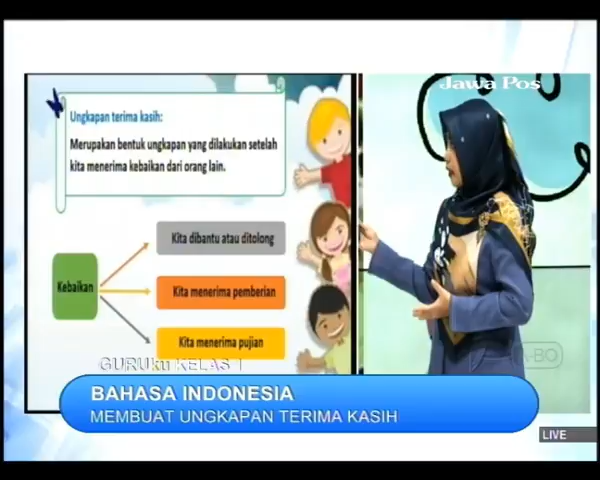 Jawa Pos
Ungkapan terima kasih:
Merupakan bentuk ungkapan yang dilakukan setelah
kita menerima kebaikan dari orang lain.
Kebaikan
Kita dibantu atau ditolong
Kita menerima pemberian
Kita menerima pujian
GURUku KELAS 1
BAHASA INDONESIA
MEMBUAT UNGKAPAN TERIMA KASIH
LIVE